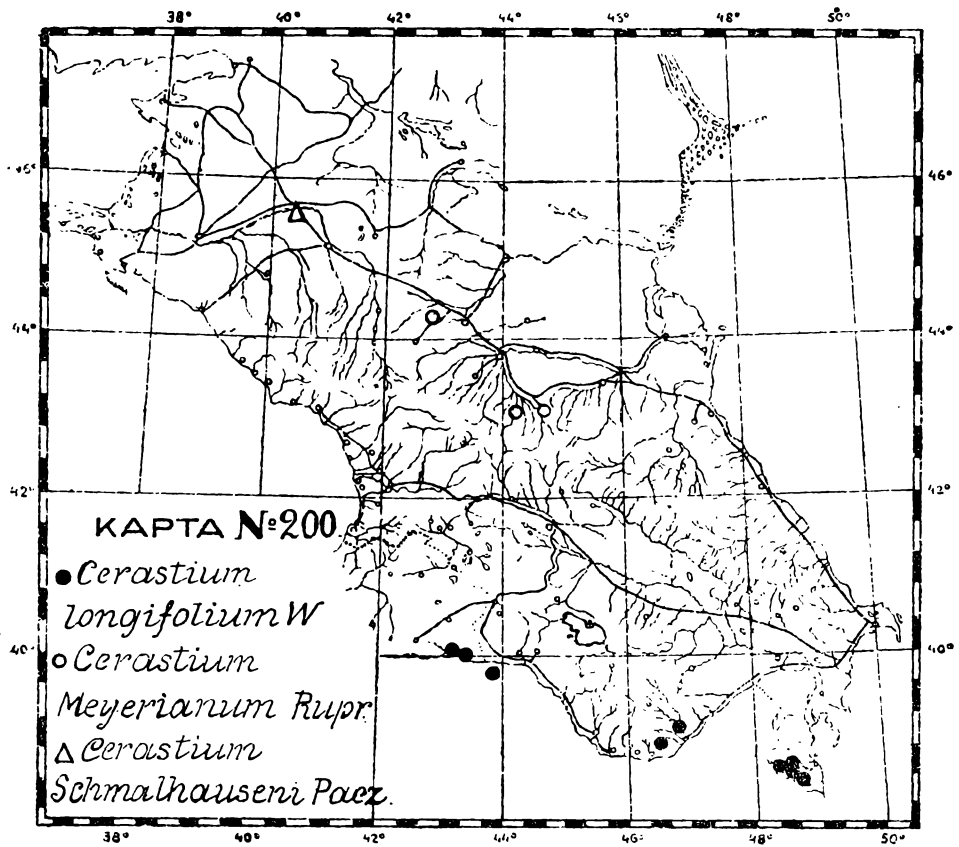 38° 40° 42° 44° 45° 48° 50°
46° 46°
44° 44°
42° 42°
КАРТА №200
Cerastium
longifolium W
40° 40°
Cerastium
Meyerianum Rupr
Cerastium
Schmalhauseni Pacz.
38° 40° 42° 44° 46° 48° 50°